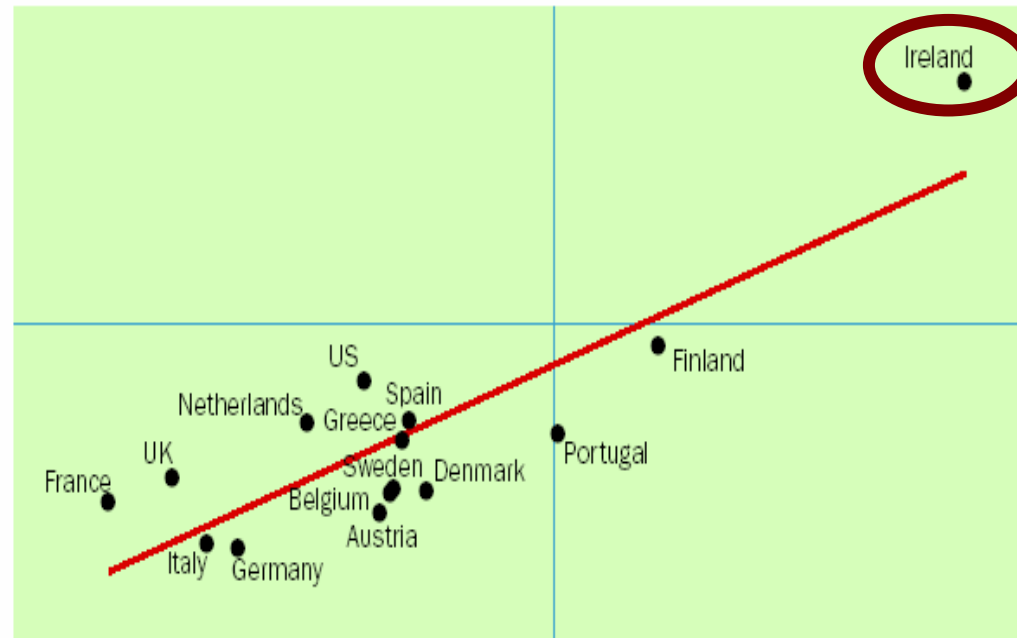 Ireland
US
Finland
Spain
Netherlands
Greece
UK
Portugal
Sweden
Denmark
France
Belgium
Austria
Italy
Germany